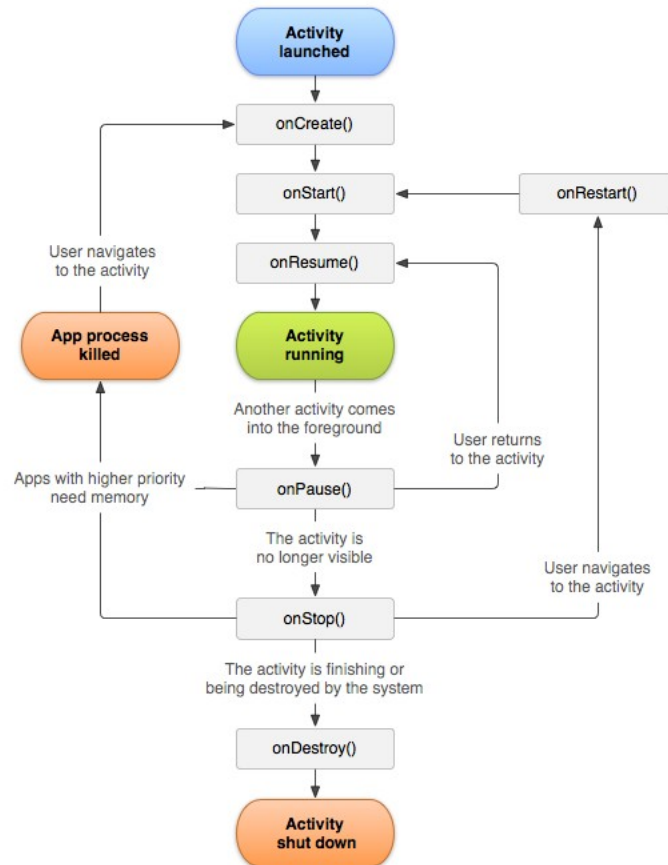 Activity
launched
onCreate()
onStart()
onRestart()
User navigates
to the activity
onResume()
App process
killed
Activity
running
Another activity comes
into the foreground
User returns
to the activity
Apps with higher priority
need memory
onPause()
The activity is
no longer visible
User navigates
to the activity
onStop()
The activity is finishing or
being destroyed by the system
onDestroy()
Activity
shut down